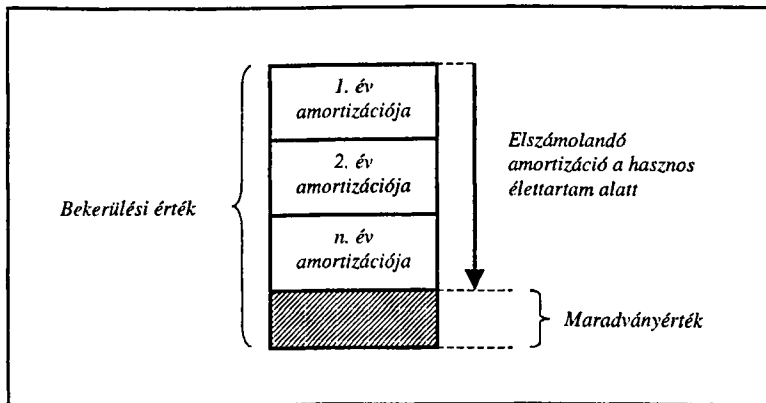 1. év
amortizációja
2. év
amortizációja
n. év
amortizációja
Bekerülési érték
Elszámolandó
amortizáció a hasznos
élettartam alatt
Maradványérték